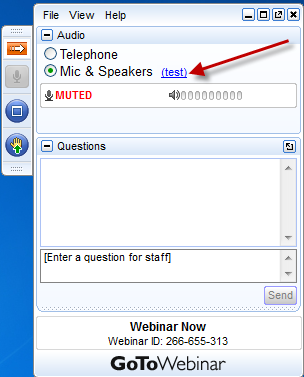 File View Help
Audio
Telephone
Mic & Speakers (test)
MUTED
Questions
[Enter a question for staff]
Send
Webinar Now
Webinar ID: 266-655-313
GoToWebinar